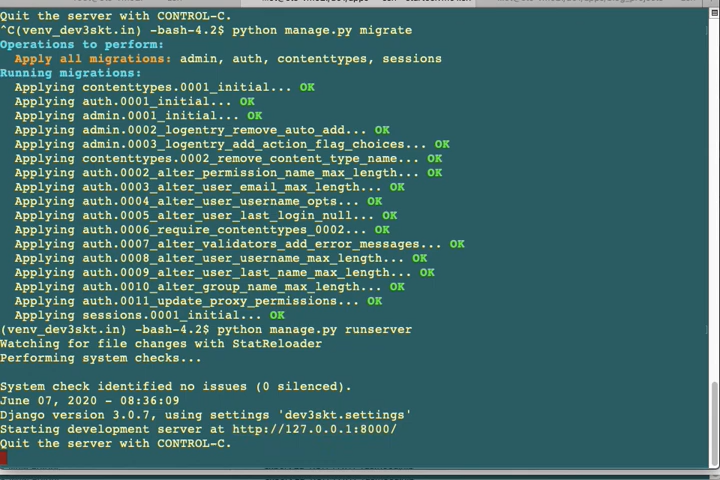 Quit the server with CONTROL-C.
^C(venv_dev3skt.in) -bash-4.2$ python manage.py migrate
Operations to perform:
  Apply all migrations: admin, auth, contenttypes, sessions
Running migrations:
  Applying contenttypes.0001_initial... OK
  Applying auth.0001_initial... OK
  Applying admin.0001_initial... OK
  Applying admin.0002_logentry_remove_auto_add... OK
  Applying admin.0003_logentry_add_action_flag_choices... OK
  Applying contenttypes.0002_remove_content_type_name... OK
  Applying auth.0002_alter_permission_name_max_length... OK
  Applying auth.0003_alter_user_email_max_length... OK
  Applying auth.0004_alter_user_username_opts... OK
  Applying auth.0005_alter_user_last_login_null... OK
  Applying auth.0006_require_contenttypes_0002... OK
  Applying auth.0007_alter_validators_add_error_messages... OK
  Applying auth.0008_alter_user_username_max_length... OK
  Applying auth.0009_alter_user_last_name_max_length... OK
  Applying auth.0010_alter_group_name_max_length... OK
  Applying auth.0011_update_proxy_permissions... OK
  Applying sessions.0001_initial... OK
(venv_dev3skt.in) -bash-4.2$ python manage.py runserver
Watching for file changes with StatReloader
Performing system checks...
System check identified no issues (0 silenced).
June 07, 2020 - 08:36:09
Django version 3.0.7, using settings 'dev3skt.settings'
Starting development server at http://127.0.0.1:8000/
Quit the server with CONTROL-C.